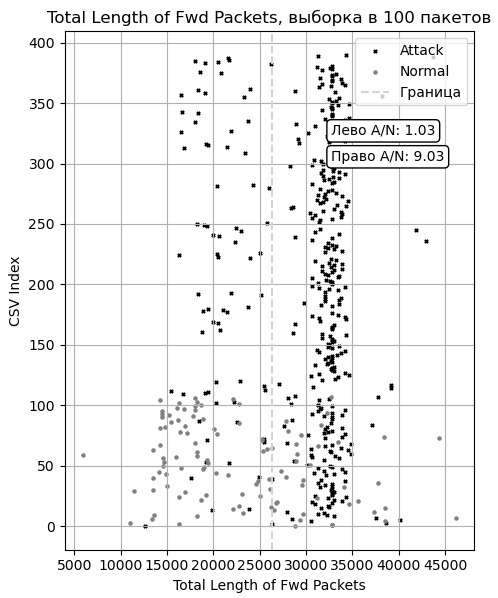 Total Length of Fwd Packets, выборка в 100 пакетов
400
350
300
250
200
150
100
50
0
CSV Index
Attack
Normal
Граница
Лево A/N: 1.03
Право A/N: 9.03
5000 10000 15000 20000 25000 30000 35000 40000 45000
Total Length of Fwd Packets